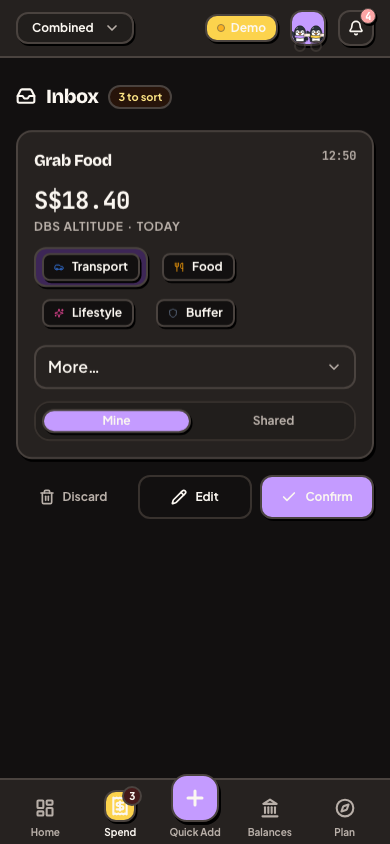 Combined
Demo
4
Inbox
3 to sort
Grab Food
12:50
S$18.40
DBS ALTITUDE · TODAY
Transport
Food
Lifestyle
Buffer
More...
Mine
Shared
Discard
Edit
Confirm
3
Home
Spend
Quick Add
Balances
Plan